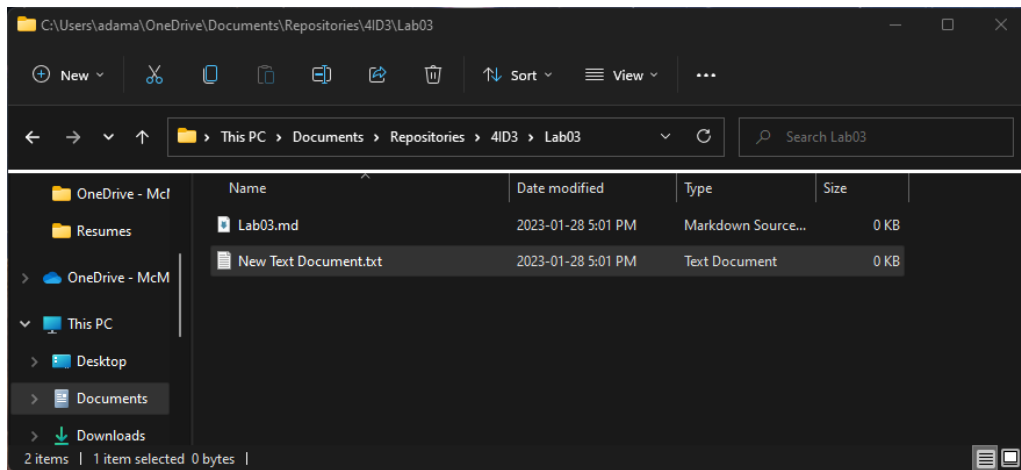 C:\Users\adama\OneDrive\Documents\Repositories\4ID3\Lab03
New Sort View
This PC Documents Repositories 4ID3 Lab03 Search Lab03
Name Date modified Type Size
OneDrive - McM
Lab03.md 2023-01-28 5:01 PM Markdown Source... 0 KB
Resumes
New Text Document.txt 2023-01-28 5:01 PM Text Document 0 KB
OneDrive - McM
This PC
Desktop
Documents
Downloads
2 items | 1 item selected 0 bytes |